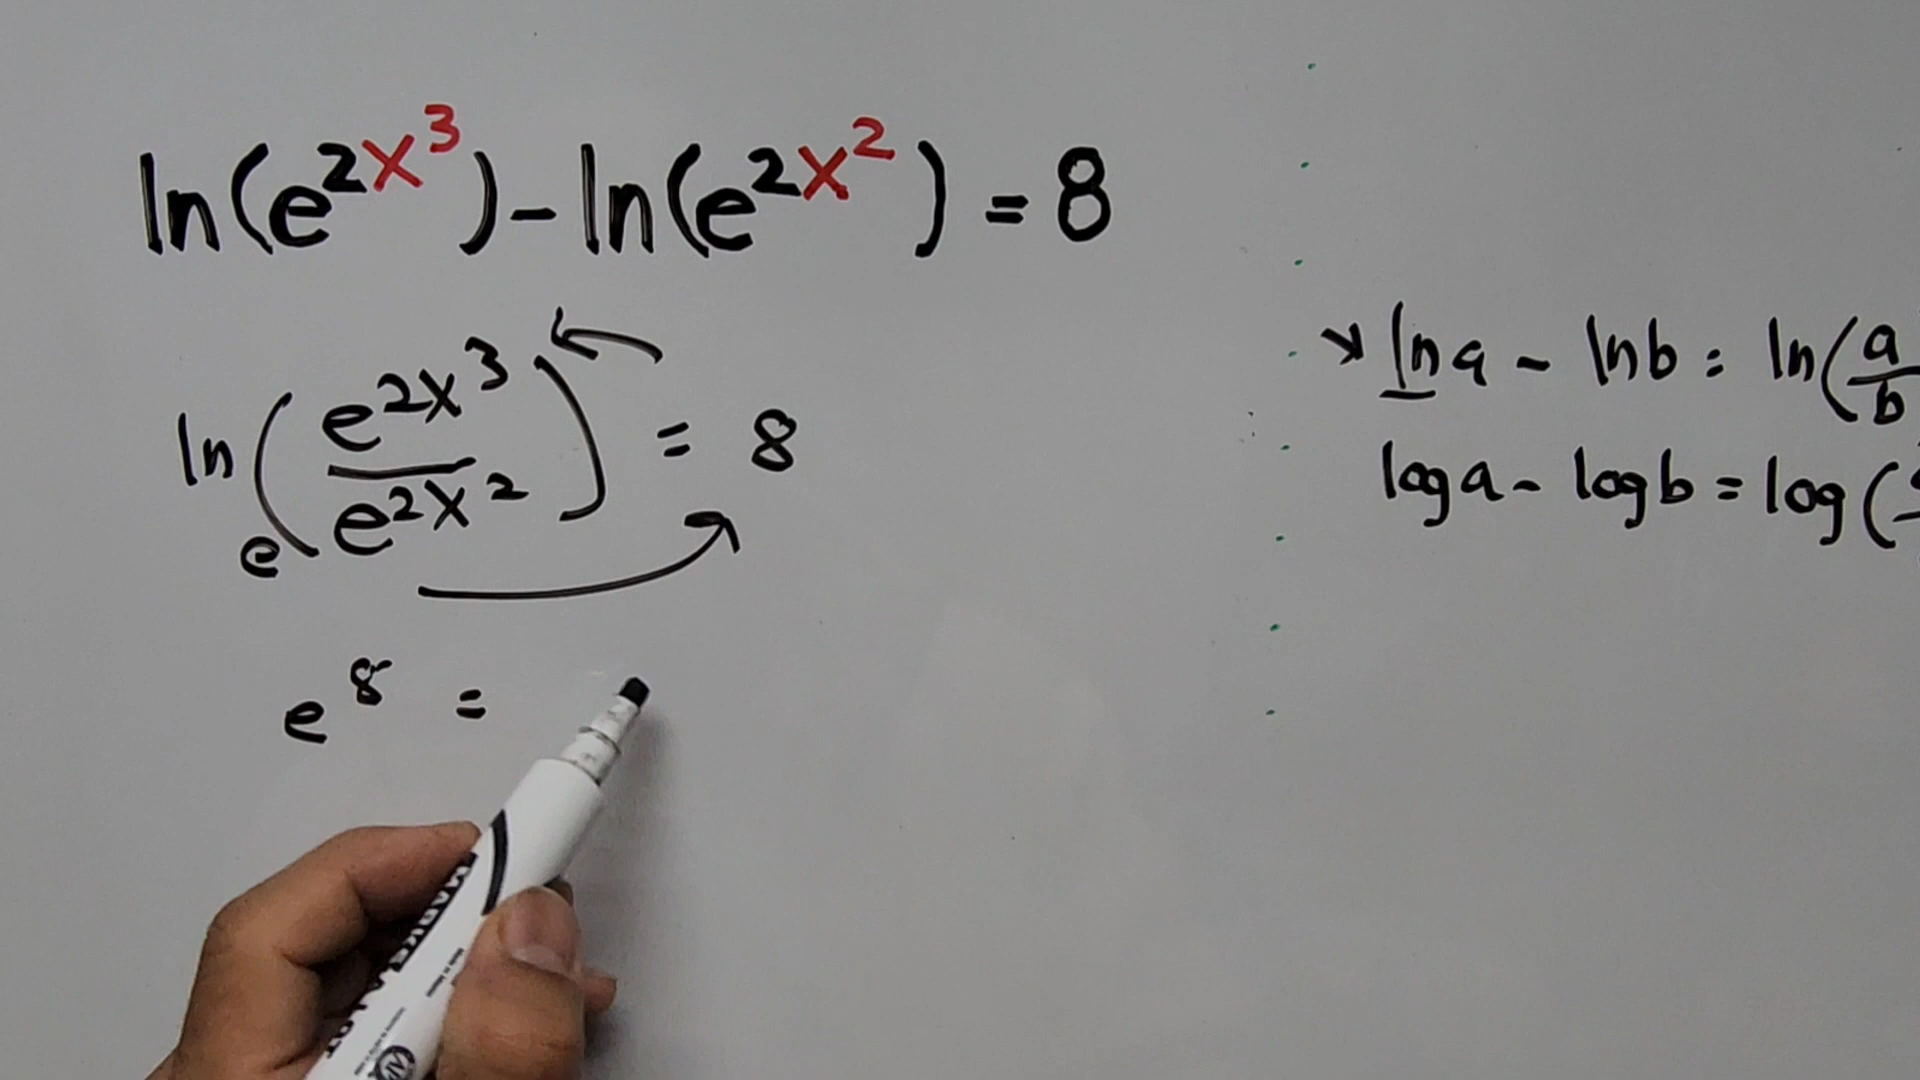 ln(e^2x^3) - ln(e^2x^2) = 8
ln_e(e^2x^3 / e^2x^2) = 8
e^8 =
ln a - ln b = ln(a/b
log a - log b = log(